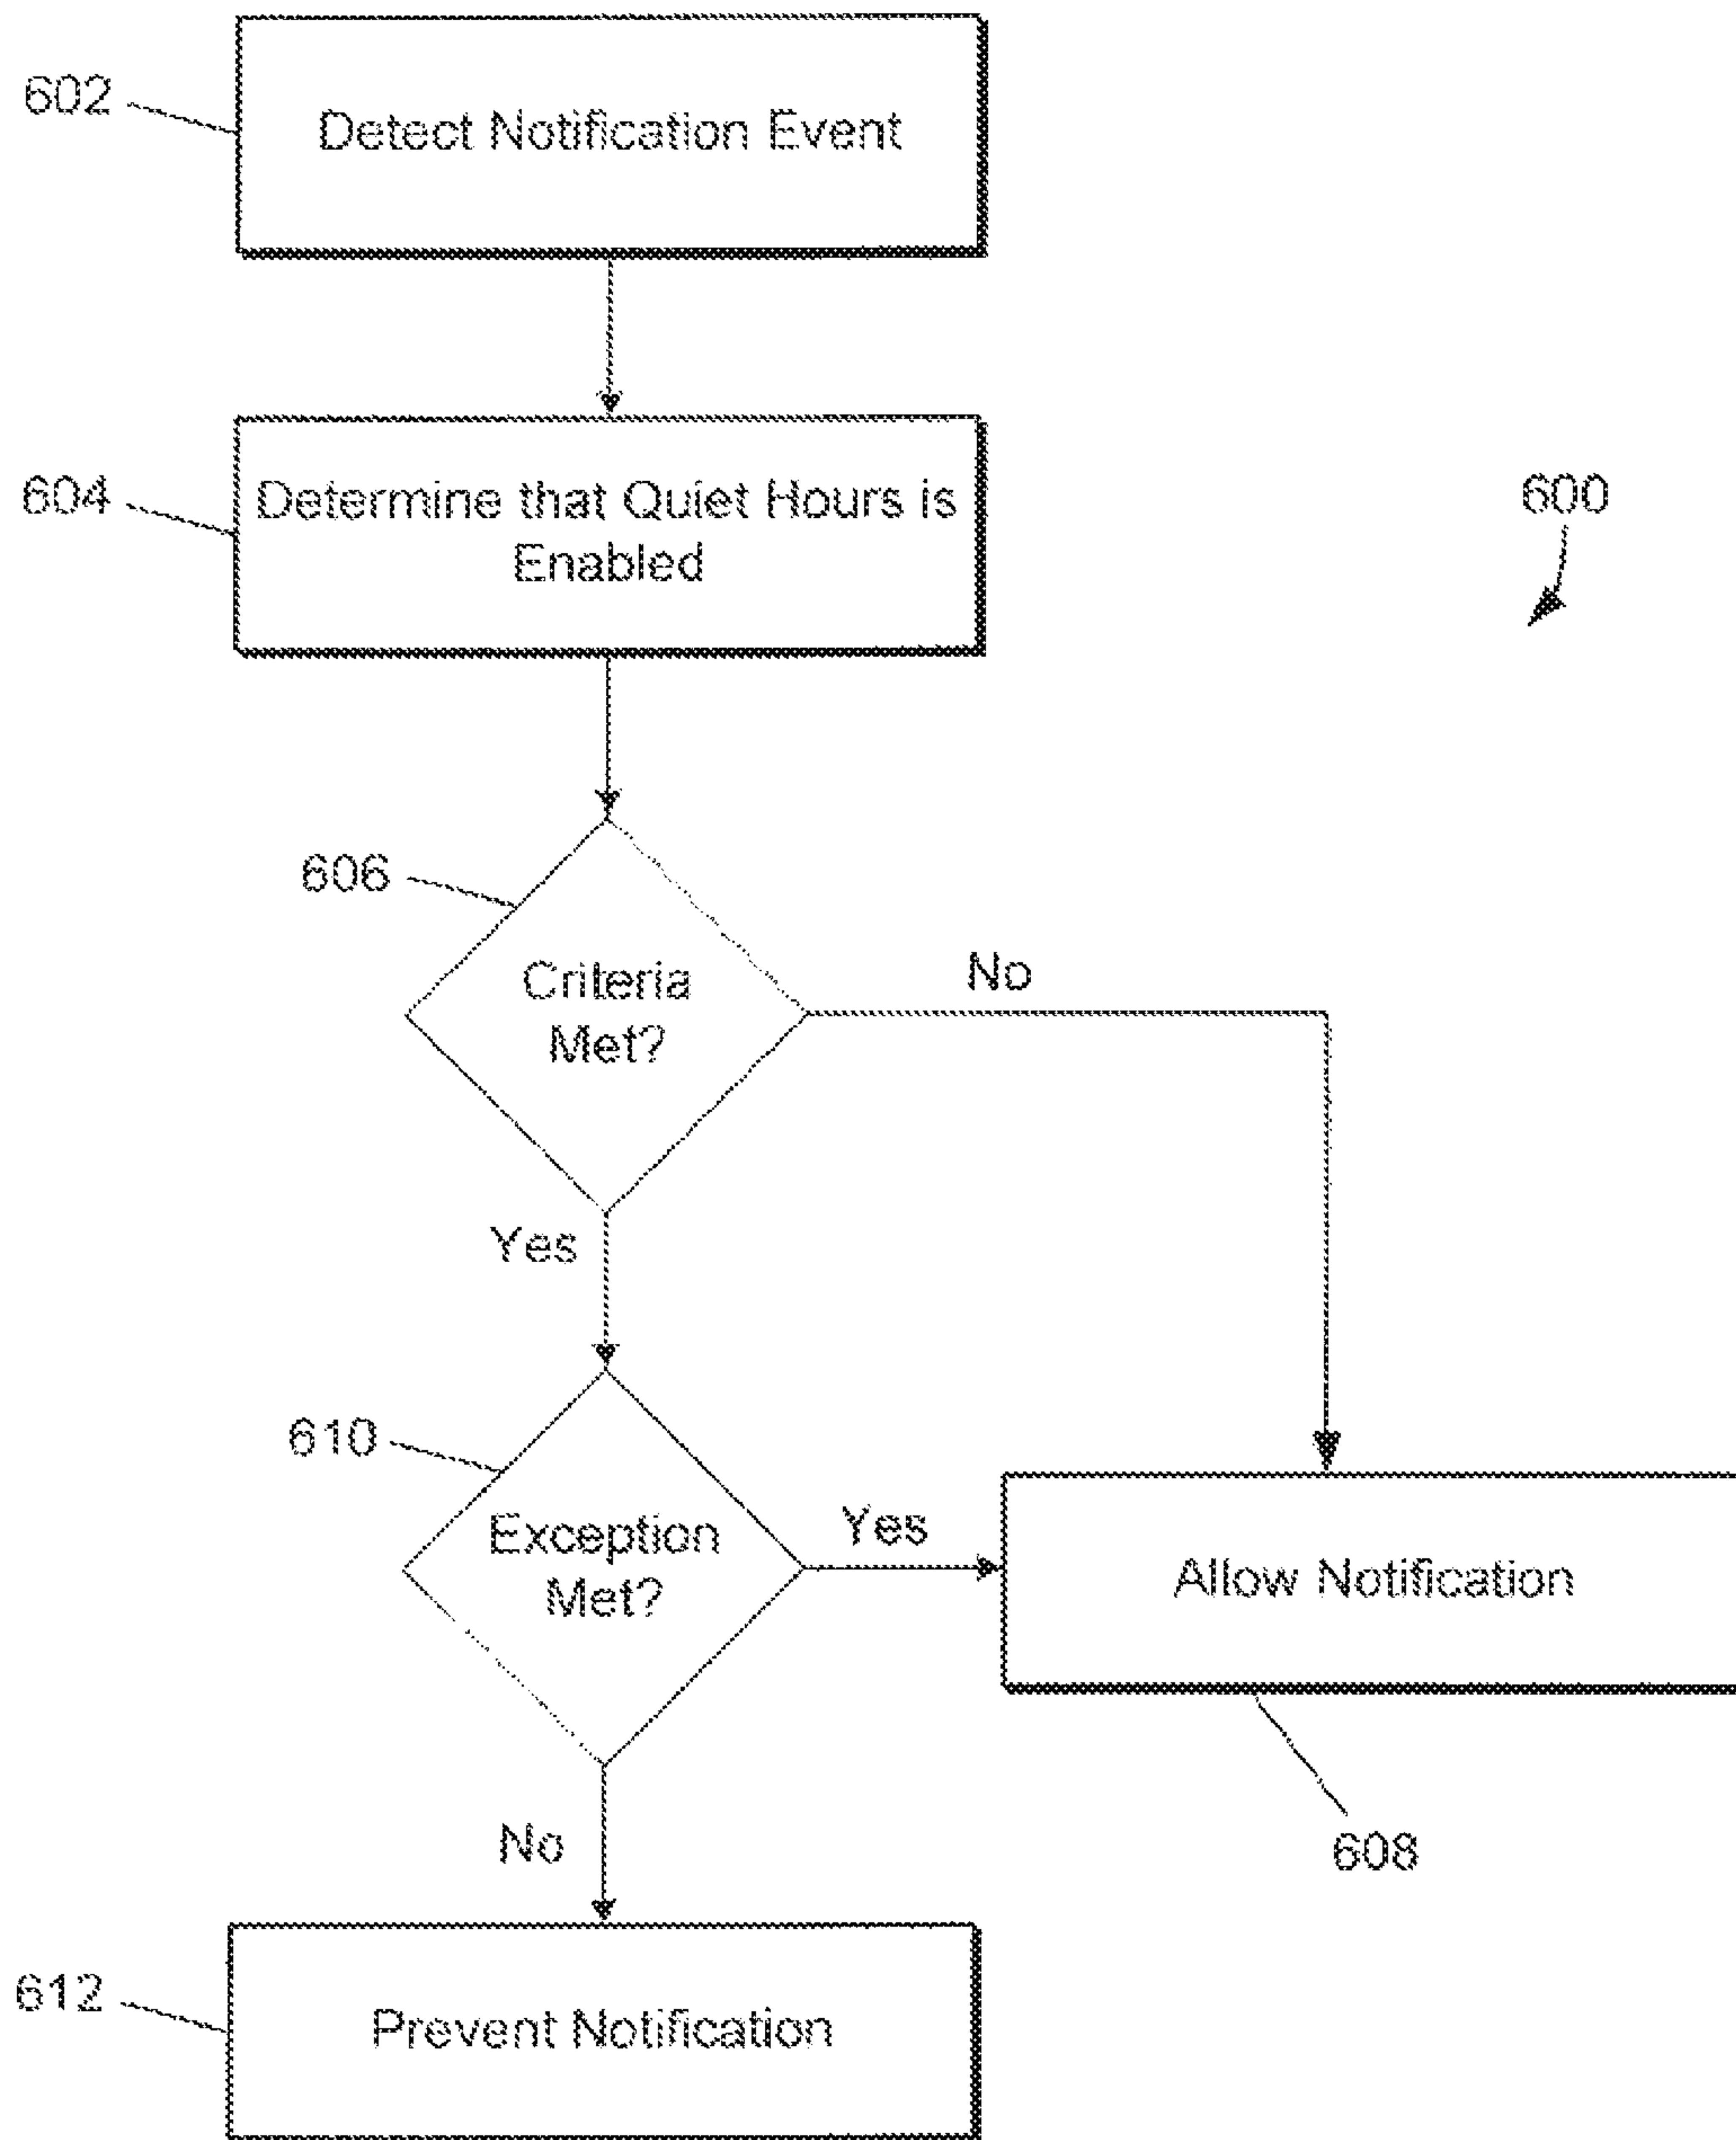 602
Detect Notification Event
604
Determine that Quiet Hours is
Enabled
600
606
Criteria
Met?
No
Yes
610
Exception
Met?
Yes
Allow Notification
No
608
612
Prevent Notification